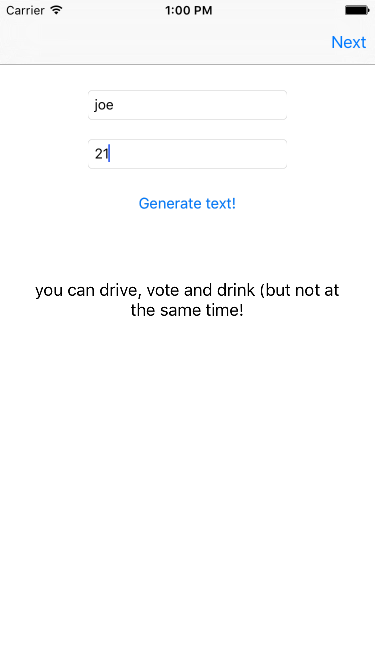 Carrier 1:00 PM
Next
joe
21
Generate text!
you can drive, vote and drink (but not at
the same time!